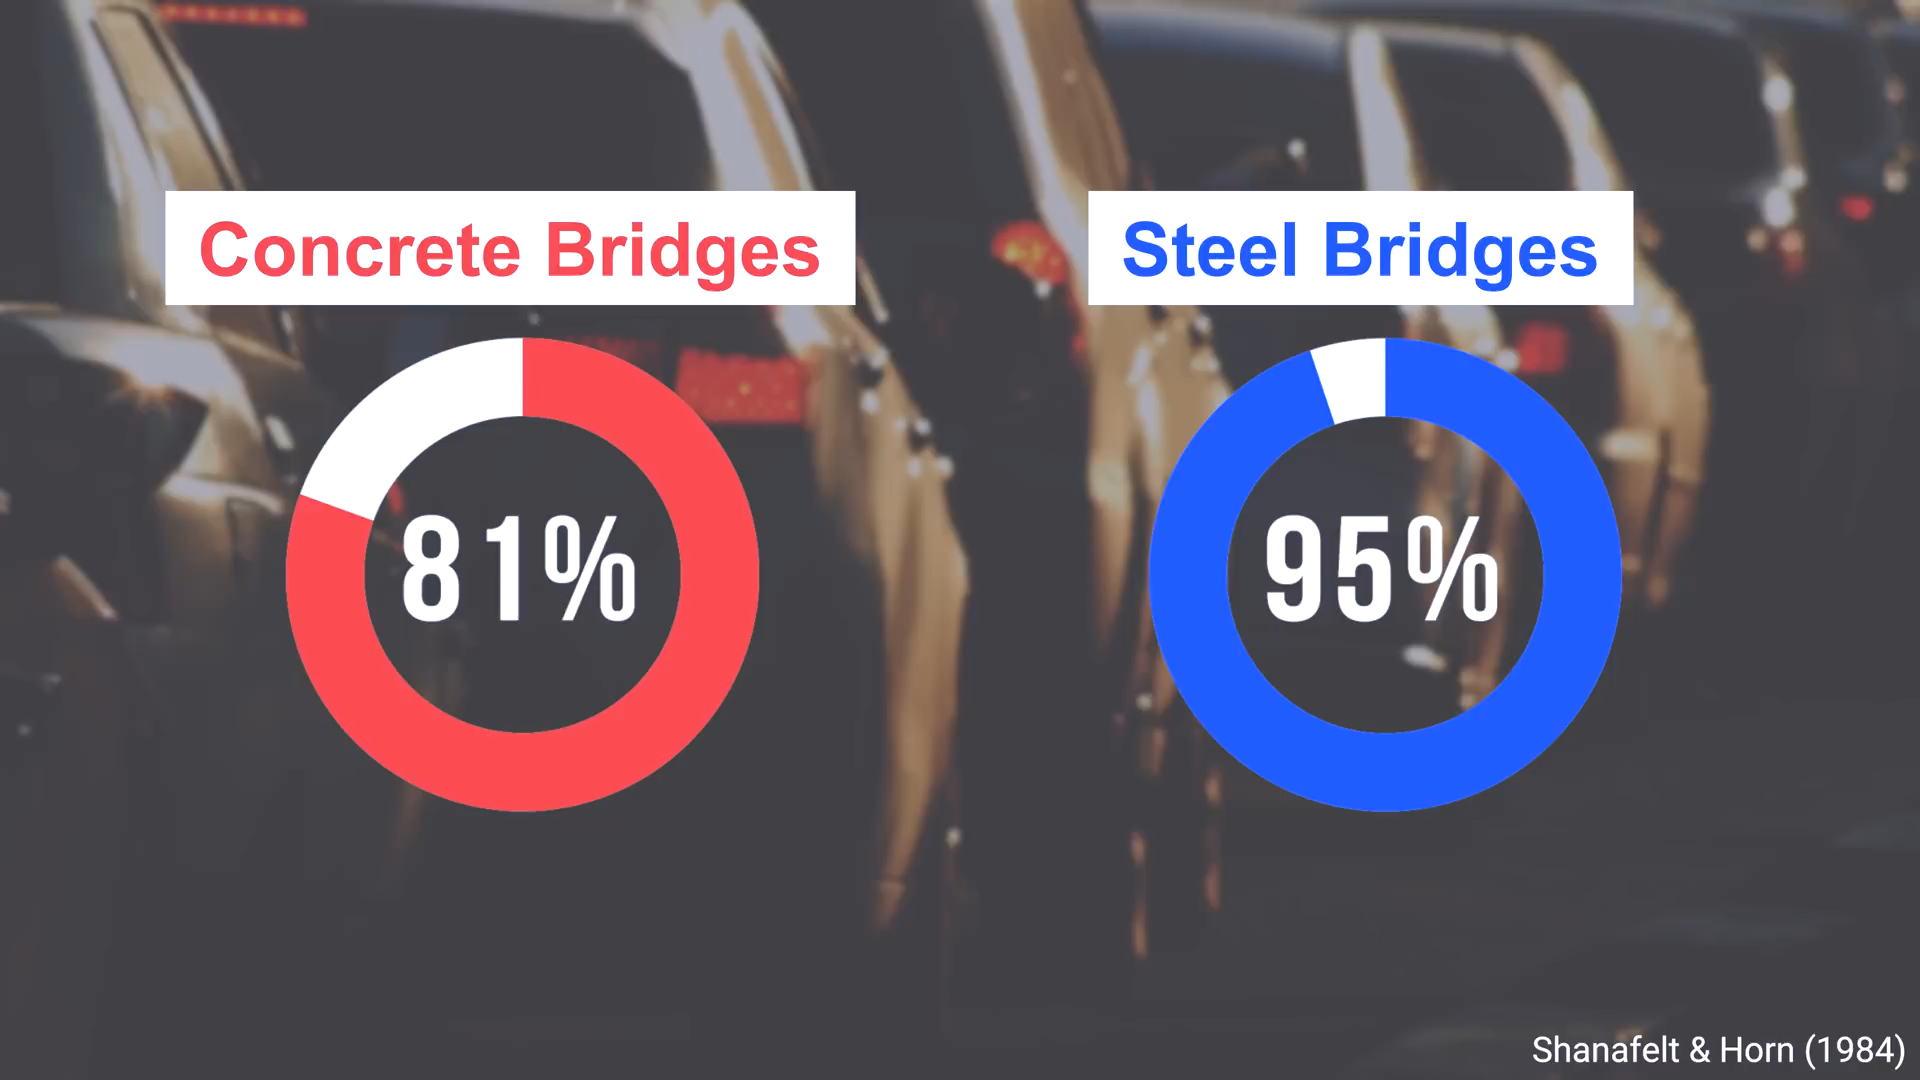 Concrete Bridges
Steel Bridges
81%
95%
Shanafelt & Horn (1984)